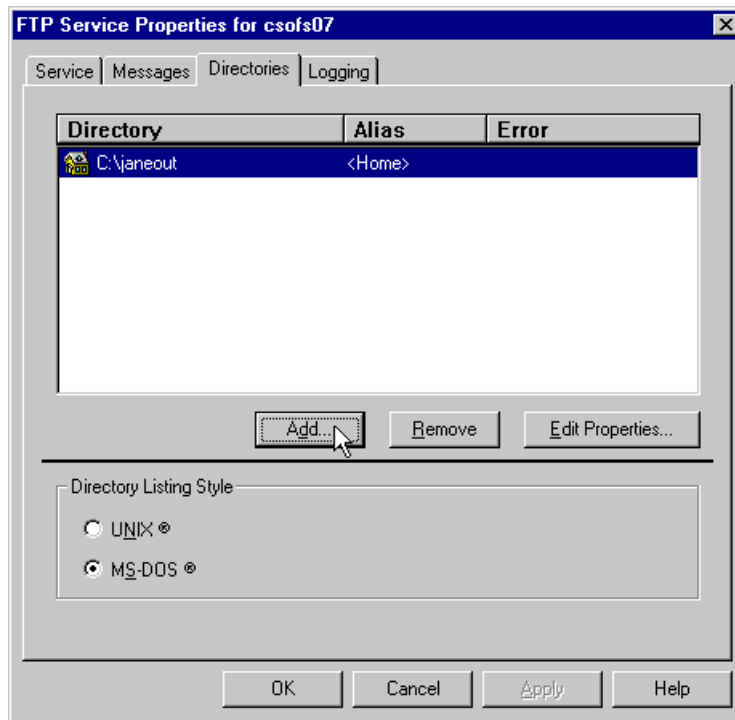 FTP Service Properties for csofs07
Service Messages Directories Logging
Directory Alias Error
C:\janeout <Home>
Add... Remove Edit Properties...
Directory Listing Style
UNIX ®
MS-DOS ®
OK Cancel Apply Help